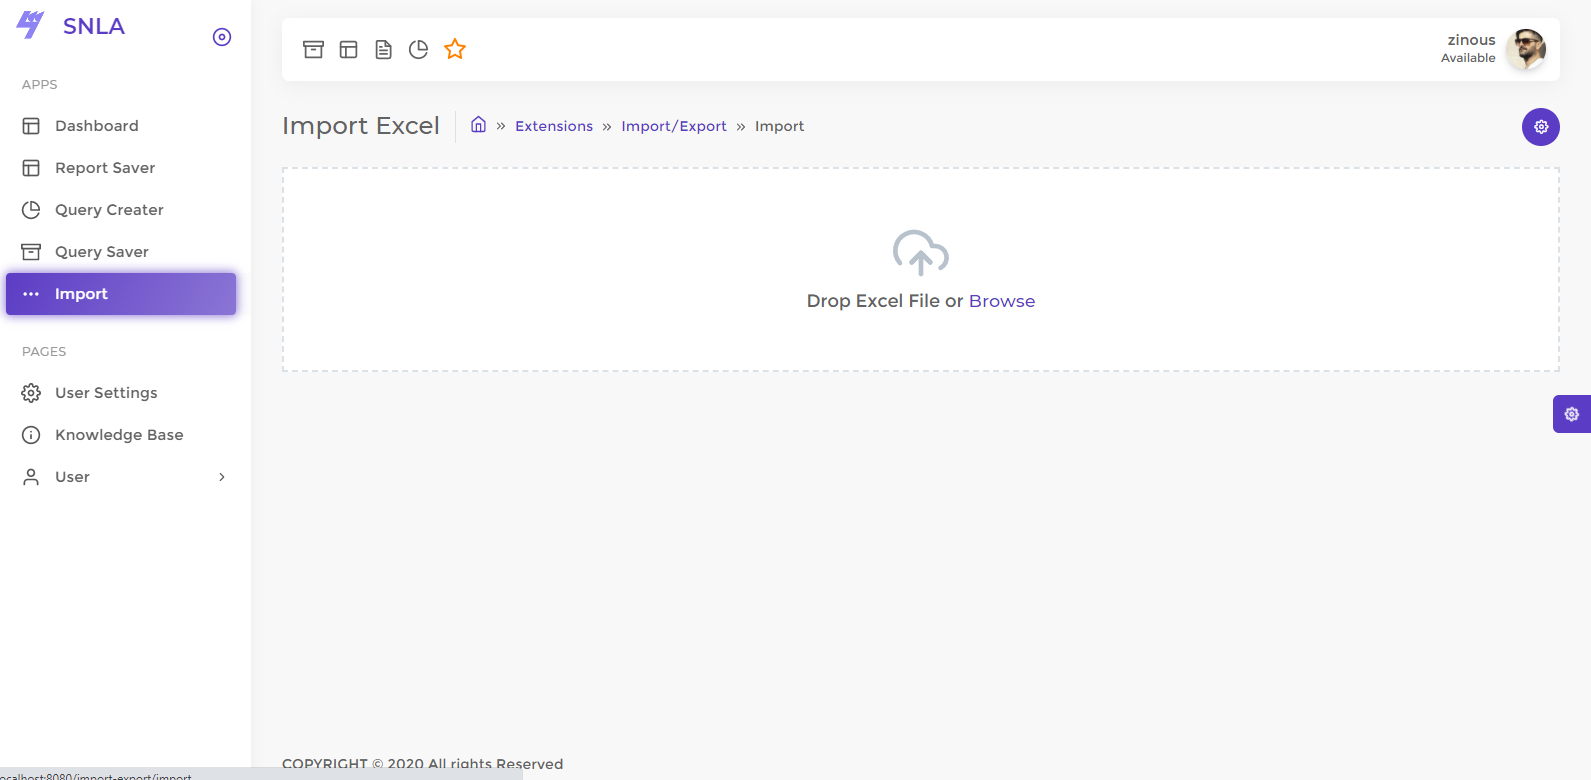 SNLA
APPS
Dashboard
Report Saver
Query Creater
Query Saver
Import
PAGES
User Settings
Knowledge Base
User
zinous
Available
Import Excel
» Extensions » Import/Export » Import
Drop Excel File or Browse
COPYRIGHT © 2020 All rights Reserved
ocalhost:8080/import-export/import